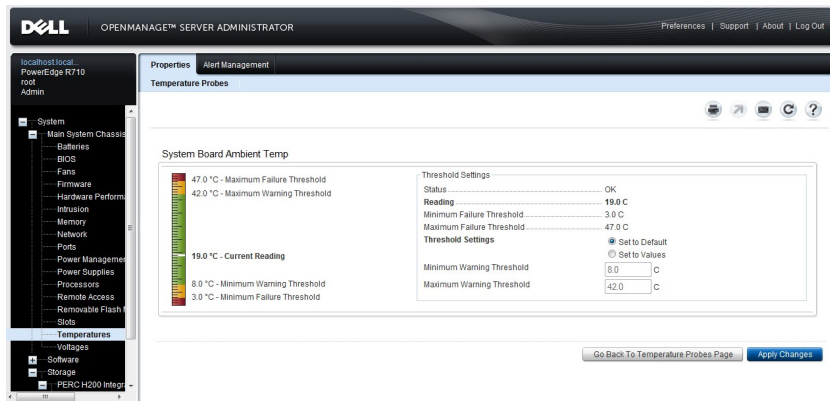 DELL
OPENMANAGE™ SERVER ADMINISTRATOR
Preferences | Support | About | Log Out
localhost.local...
PowerEdge R710
root
Admin
Properties
Alert Management
Temperature Probes
System
Main System Chassis
Batteries
BIOS
Fans
Firmware
Hardware Performa
Intrusion
Memory
Network
Ports
Power Managemen
Power Supplies
Processors
Remote Access
Removable Flash M
Slots
Temperatures
Voltages
Software
Storage
PERC H200 Integra
System Board Ambient Temp
47.0 °C - Maximum Failure Threshold
42.0 °C - Maximum Warning Threshold
19.0 °C - Current Reading
8.0 °C - Minimum Warning Threshold
3.0 °C - Minimum Failure Threshold
Threshold Settings
Status OK
Reading 19.0 C
Minimum Failure Threshold 3.0 C
Maximum Failure Threshold 47.0 C
Threshold Settings Set to Default
Set to Values
Minimum Warning Threshold 8.0 C
Maximum Warning Threshold 42.0 C
Go Back To Temperature Probes Page
Apply Changes